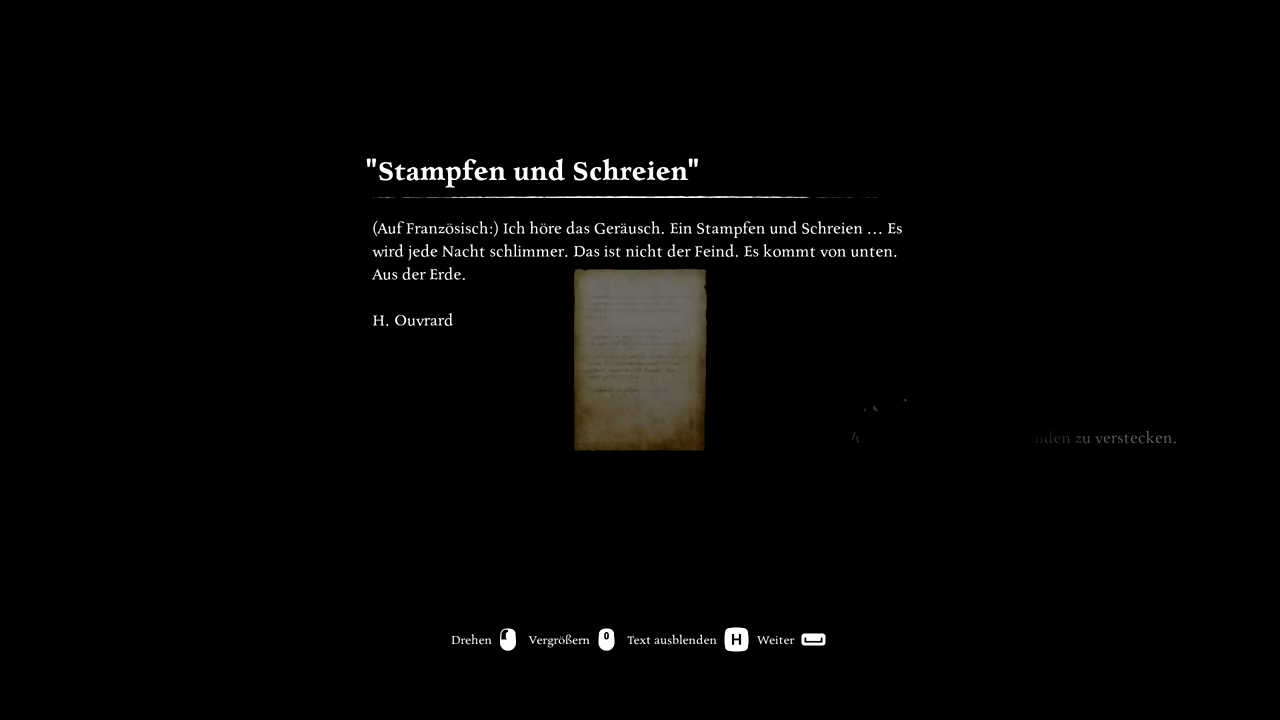 "Stampfen und Schreien"
(Auf Französisch:) Ich höre das Geräusch. Ein Stampfen und Schreien ... Es
wird jede Nacht schlimmer. Das ist nicht der Feind. Es kommt von unten.
Aus der Erde.
H. Ouvrard
zu verstecken.
Drehen Vergrößern Text ausblenden H Weiter